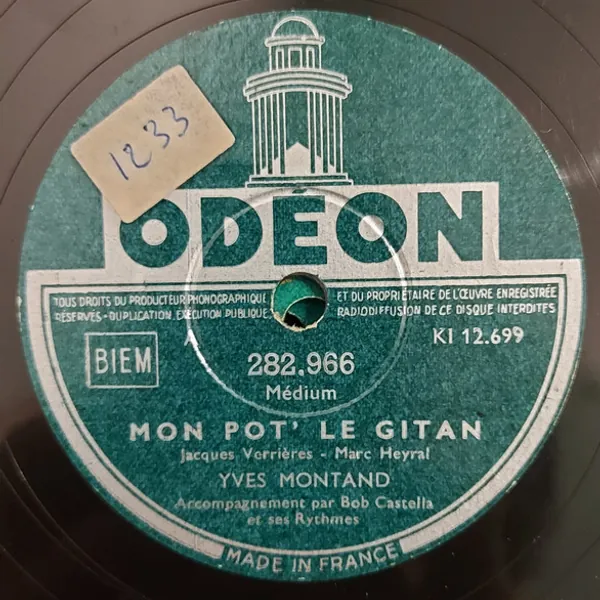 1233
ODEON
TOUS DROITS DU PRODUCTEUR PHONOGRAPHIQUE ET DU PROPRIÉTAIRE DE L'ŒUVRE ENREGISTRÉE
RÉSERVÉS - DUPLICATION, EXÉCUTION PUBLIQUE RADIODIFFUSION DE CE DISQUE INTERDITES
KI 12.699
BIEM
282.966
Médium
MON POT' LE GITAN
Jacques Verrières - Marc Heyral
YVES MONTAND
Accompagnement par Bob Castella
et ses Rythmes
MADE IN FRANCE